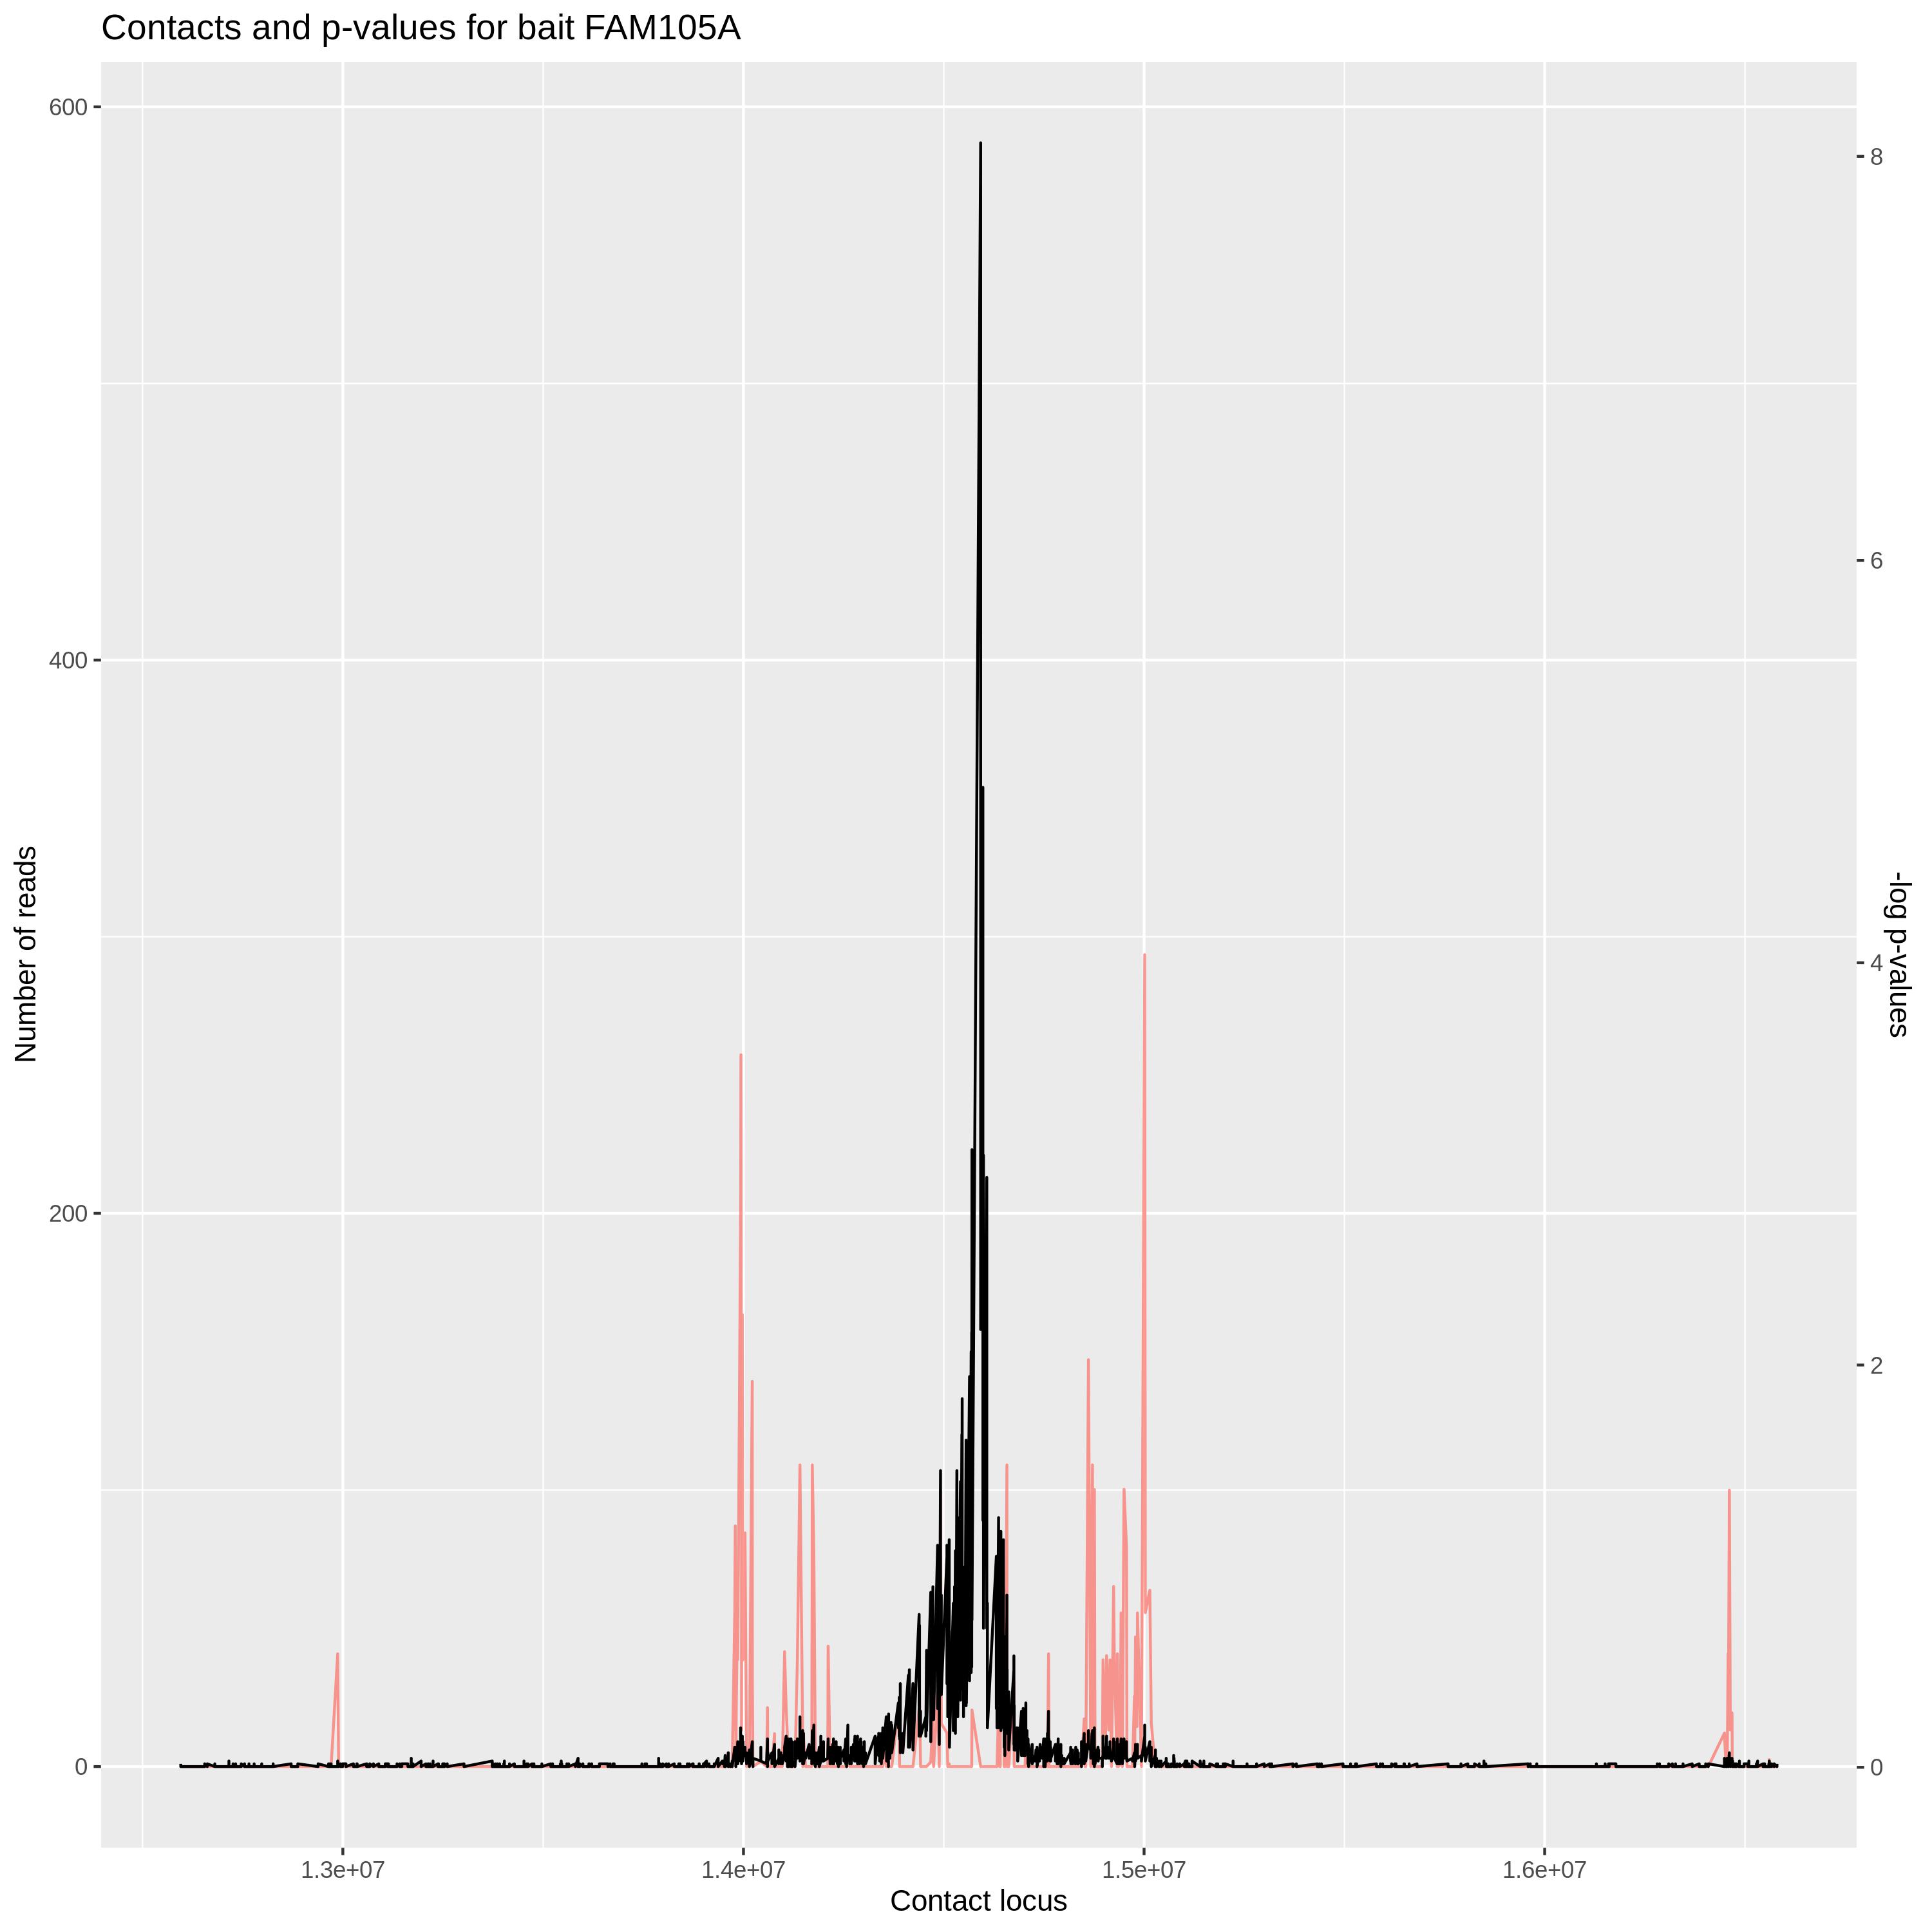 Contacts and p-values for bait FAM105A
600
400
200
0
Number of reads
8
6
4
2
0
-log p-values
1.3e+07
1.4e+07
1.5e+07
1.6e+07
Contact locus